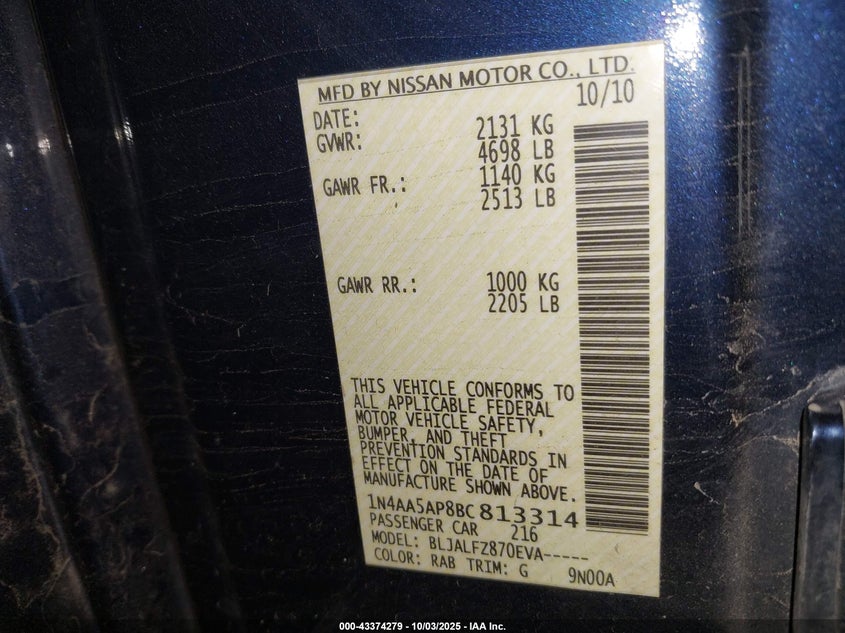 MFD BY NISSAN MOTOR CO., LTD.
DATE: 10/10
GVWR: 2131 KG
4698 LB
GAWR FR.: 1140 KG
2513 LB
GAWR RR.: 1000 KG
2205 LB
THIS VEHICLE CONFORMS TO
ALL APPLICABLE FEDERAL
MOTOR VEHICLE SAFETY,
BUMPER, AND THEFT
PREVENTION STANDARDS IN
EFFECT ON THE DATE OF
MANUFACTURE SHOWN ABOVE.
1N4AA5AP8BC813314
PASSENGER CAR 216
MODEL: BLJALFZ870EVA-----
COLOR: RAB TRIM: G 9N00A
000-43374279 - 10/03/2025 - IAA Inc.